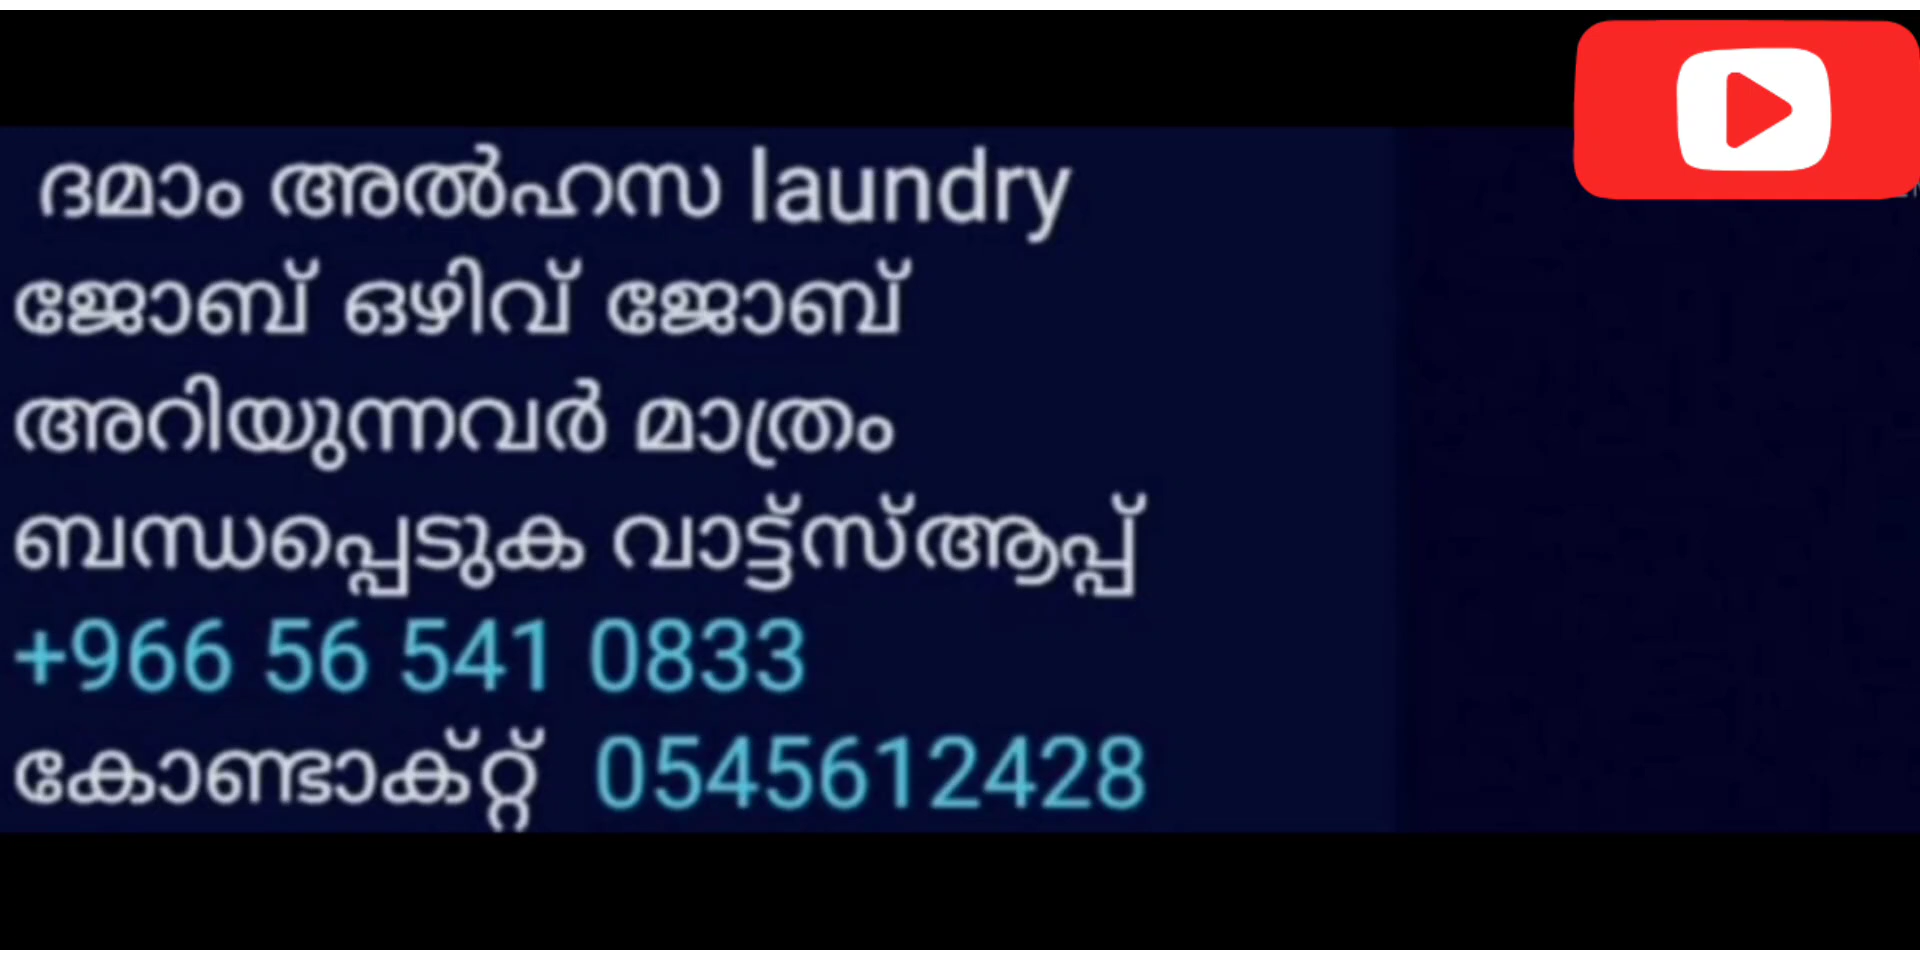 ദമാം അൽഹസ laundry
ജോബ് ഒഴിവ് ജോബ്
അറിയുന്നവർ മാത്രം
ബന്ധപ്പെടുക വാട്ട്സ്ആപ്പ്
+966 56 541 0833
കോണ്ടാക്റ്റ് 0545612428